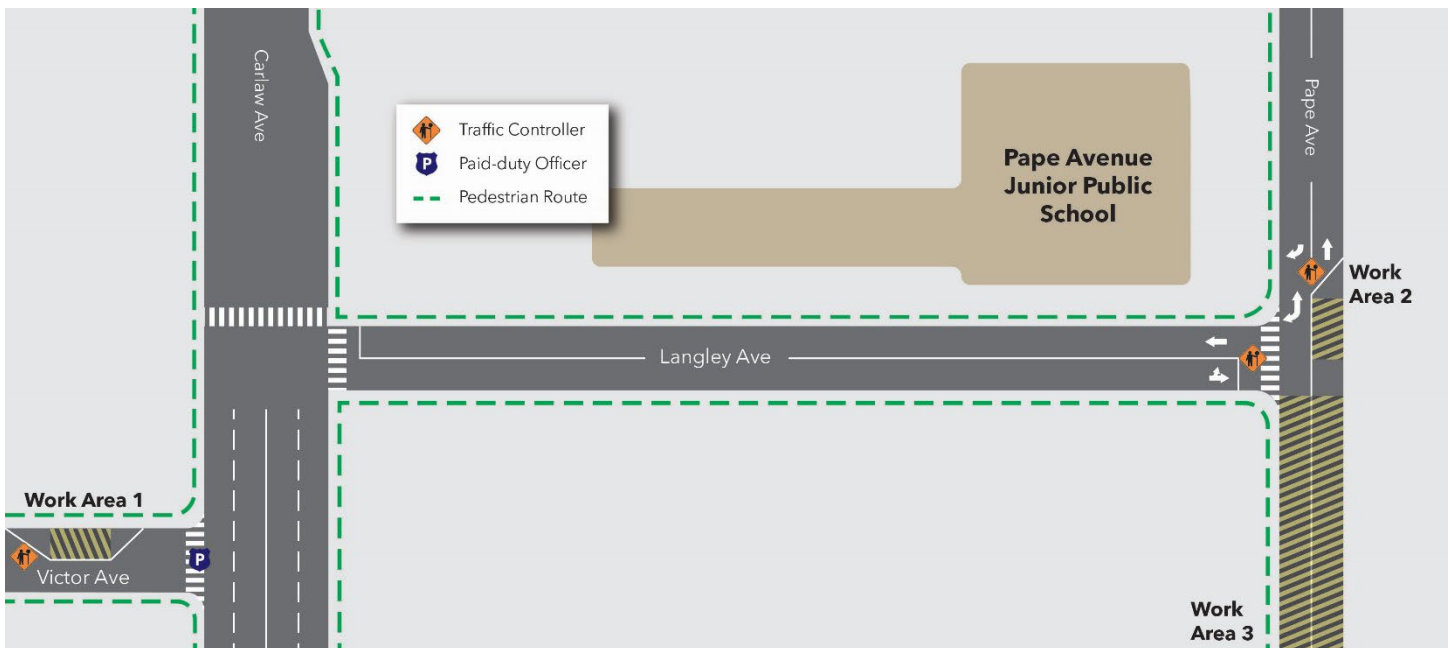 Carlaw Ave
Pape Ave
Traffic Controller
P Paid-duty Officer
Pedestrian Route
Pape Avenue
Junior Public
School
Work
Area 2
Langley Ave
Work Area 1
P
Victor Ave
Work
Area 3